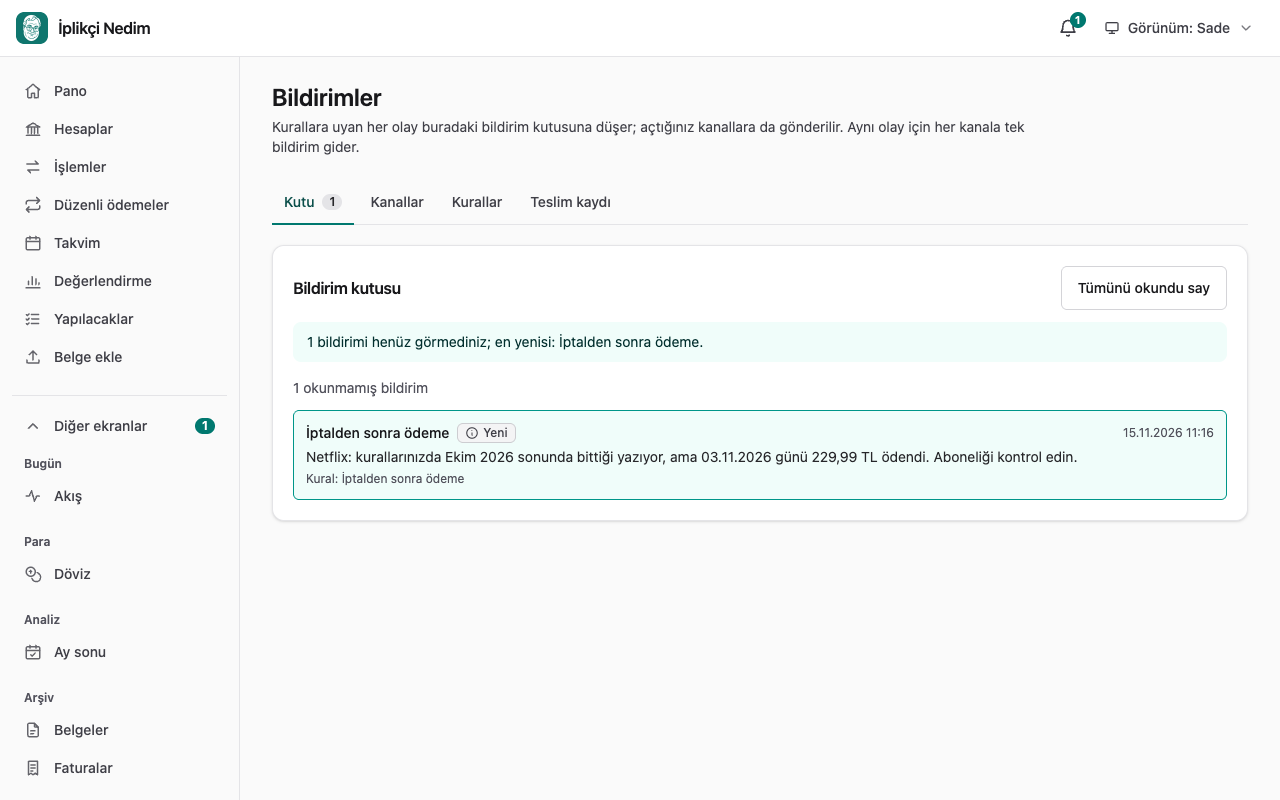 İplikçi Nedim
1
Görünüm: Sade
Pano
Hesaplar
İşlemler
Düzenli ödemeler
Takvim
Değerlendirme
Yapılacaklar
Belge ekle
Diğer ekranlar 1
Bugün
Akış
Para
Döviz
Analiz
Ay sonu
Arşiv
Belgeler
Faturalar
Bildirimler
Kurallara uyan her olay buradaki bildirim kutusuna düşer; açtığınız kanallara da gönderilir. Aynı olay için her kanala tek
bildirim gider.
Kutu 1 Kanallar Kurallar Teslim kaydı
Bildirim kutusu
Tümünü okundu say
1 bildirimi henüz görmediniz; en yenisi: İptalden sonra ödeme.
1 okunmamış bildirim
İptalden sonra ödeme Yeni 15.11.2026 11:16
Netflix: kurallarınızda Ekim 2026 sonunda bittiği yazıyor, ama 03.11.2026 günü 229,99 TL ödendi. Aboneliği kontrol edin.
Kural: İptalden sonra ödeme